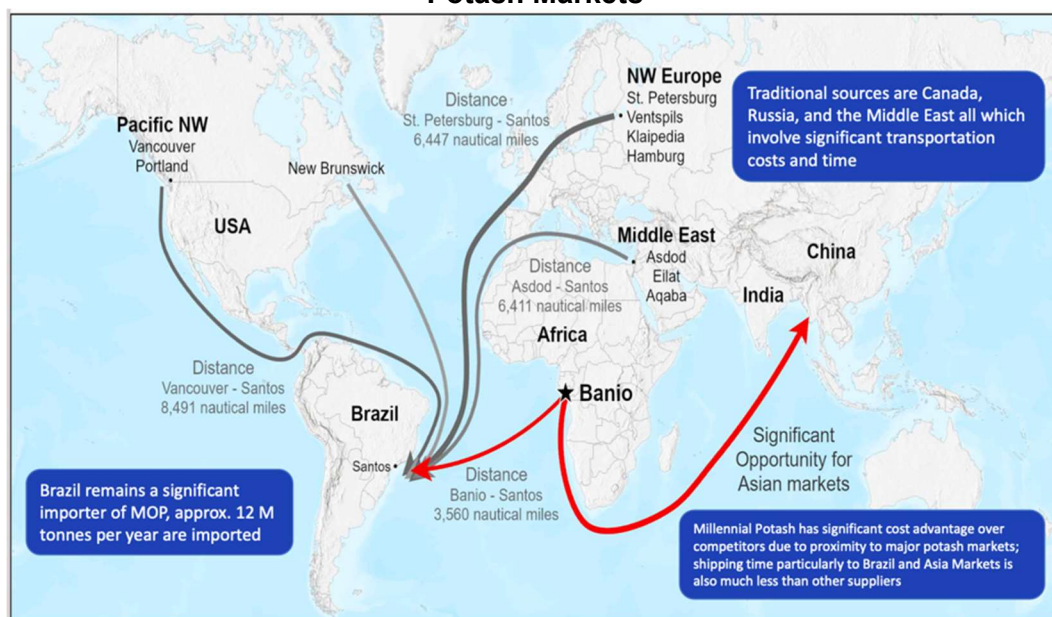 Potash Markets
NW Europe
St. Petersburg
Ventspils
Klaipedia
Hamburg
Traditional sources are Canada,
Russia, and the Middle East all which
involve significant transportation
costs and time
Distance
St. Petersburg - Santos
6,447 nautical miles
Pacific NW
Vancouver
Portland
New Brunswick
USA
Middle East
Asdod
Eilat
Aqaba
China
India
Distance
Asdod - Santos
6,411 nautical miles
Africa
Distance
Vancouver - Santos
8,491 nautical miles
Banio
Brazil
Santos
Significant
Opportunity for
Asian markets
Distance
Banio - Santos
3,560 nautical miles
Brazil remains a significant
importer of MOP, approx. 12 M
tonnes per year are imported
Millennial Potash has significant cost advantage over
competitors due to proximity to major potash markets;
shipping time particularly to Brazil and Asia Markets is
also much less than other suppliers